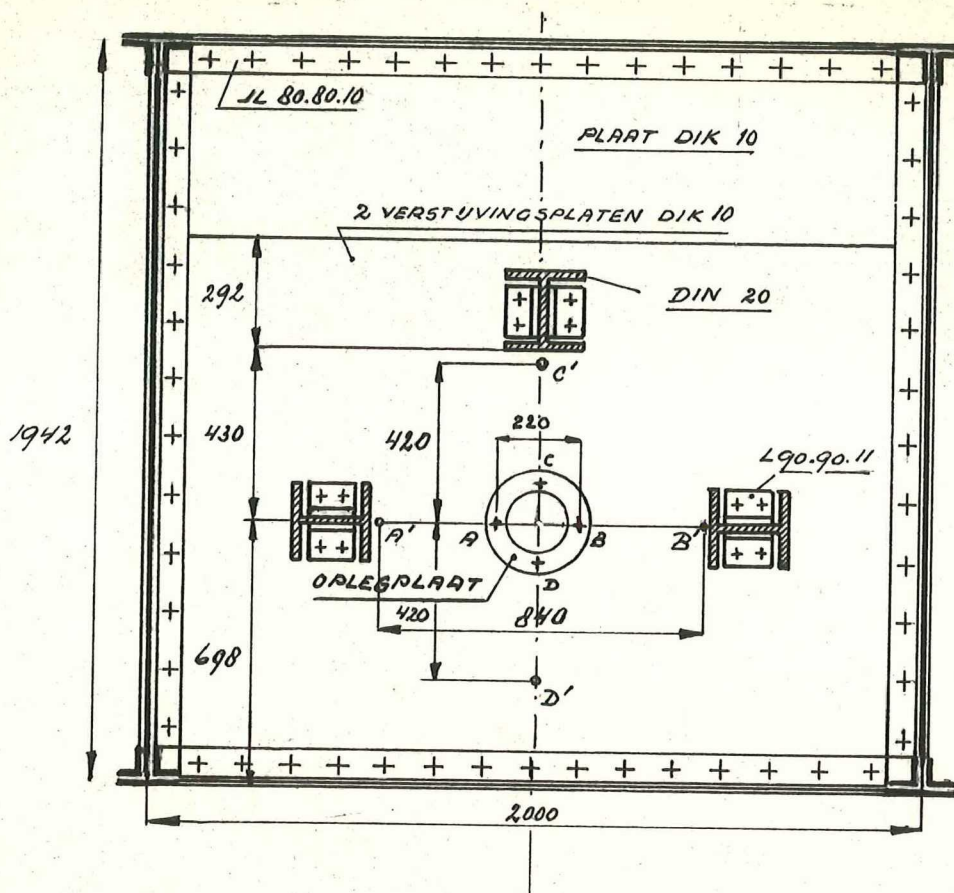 JL 80.80.10
PLAAT DIK 10
2 VERSTIJVINGSPLATEN DIK 10
292
DIN 20
C'
1942
430
420
220
L 90.90.11
C
A'
A
B
B'
D
OPLEGPLAAT
420
840
698
D'
2000